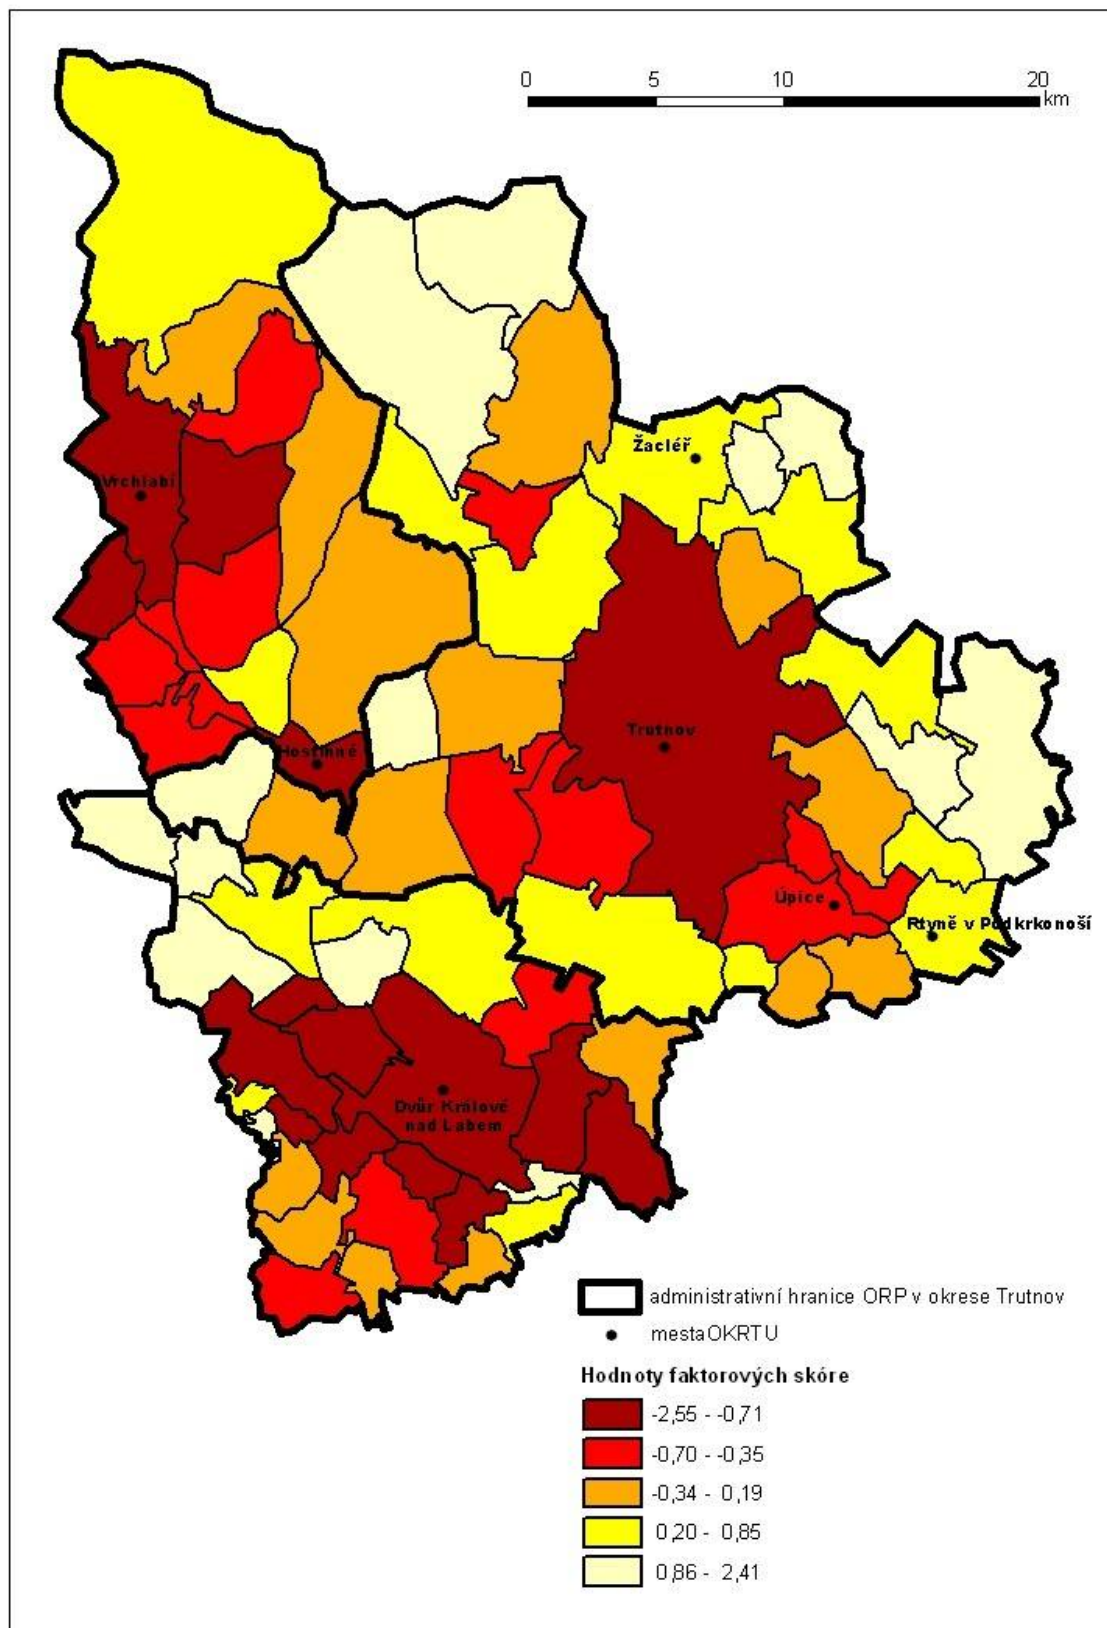 0 5 10 20
km
Žacléř
Vrchlabí
Trutnov
Hostinné
Úpice
Rtyně v Podkrkonoší
Dvůr Králové
nad Labem
administrativní hranice ORP v okrese Trutnov
mestaOKRTU
Hodnoty faktorových skóre
-2,55 - -0,71
-0,70 - -0,35
-0,34 - 0,19
0,20 - 0,85
0,86 - 2,41